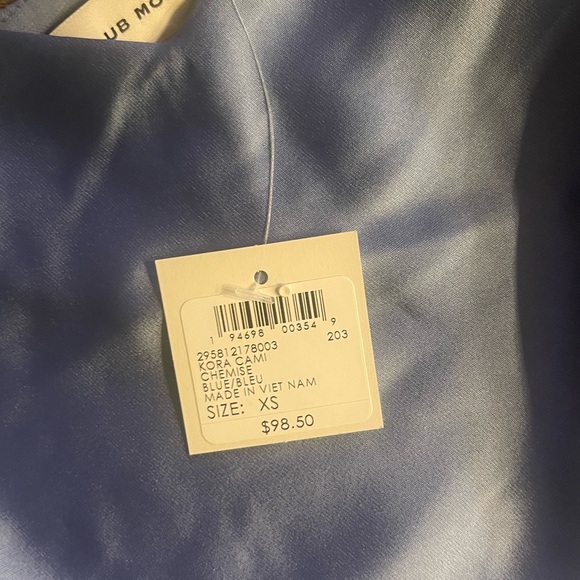 UB MO
1 94698 00354 9
203
295812178003
KORA CAMI
CHEMISE
BLUE/BLEU
MADE IN VIET NAM
SIZE: XS
$98.50